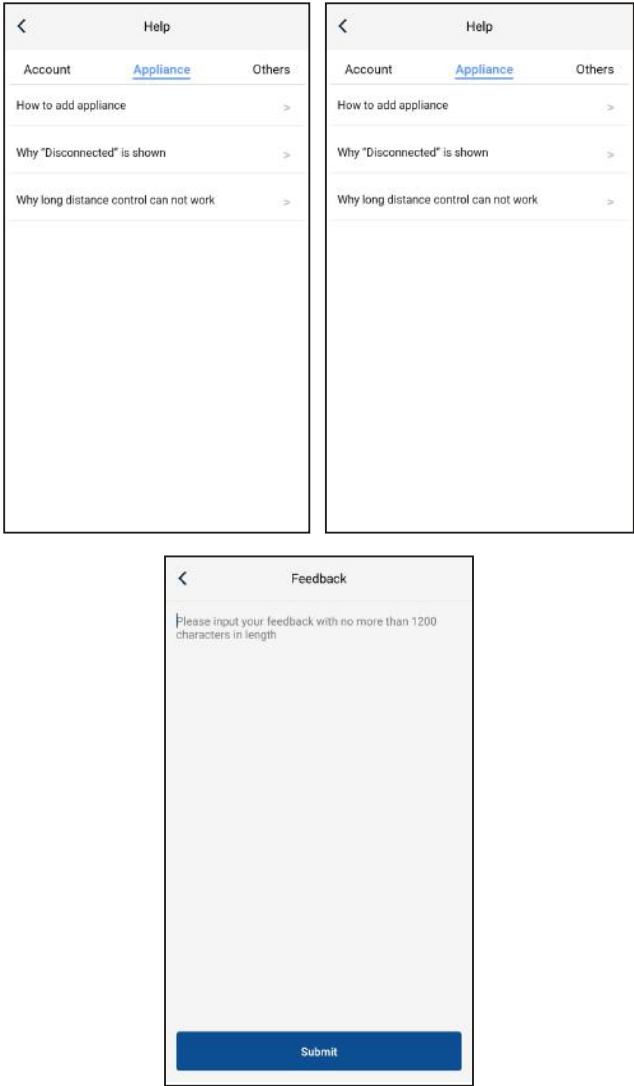 Help
Account Appliance Others
How to add appliance >
Why "Disconnected" is shown >
Why long distance control can not work >
Help
Account Appliance Others
How to add appliance >
Why "Disconnected" is shown >
Why long distance control can not work >
Feedback
Please input your feedback with no more than 1200
characters in length
Submit